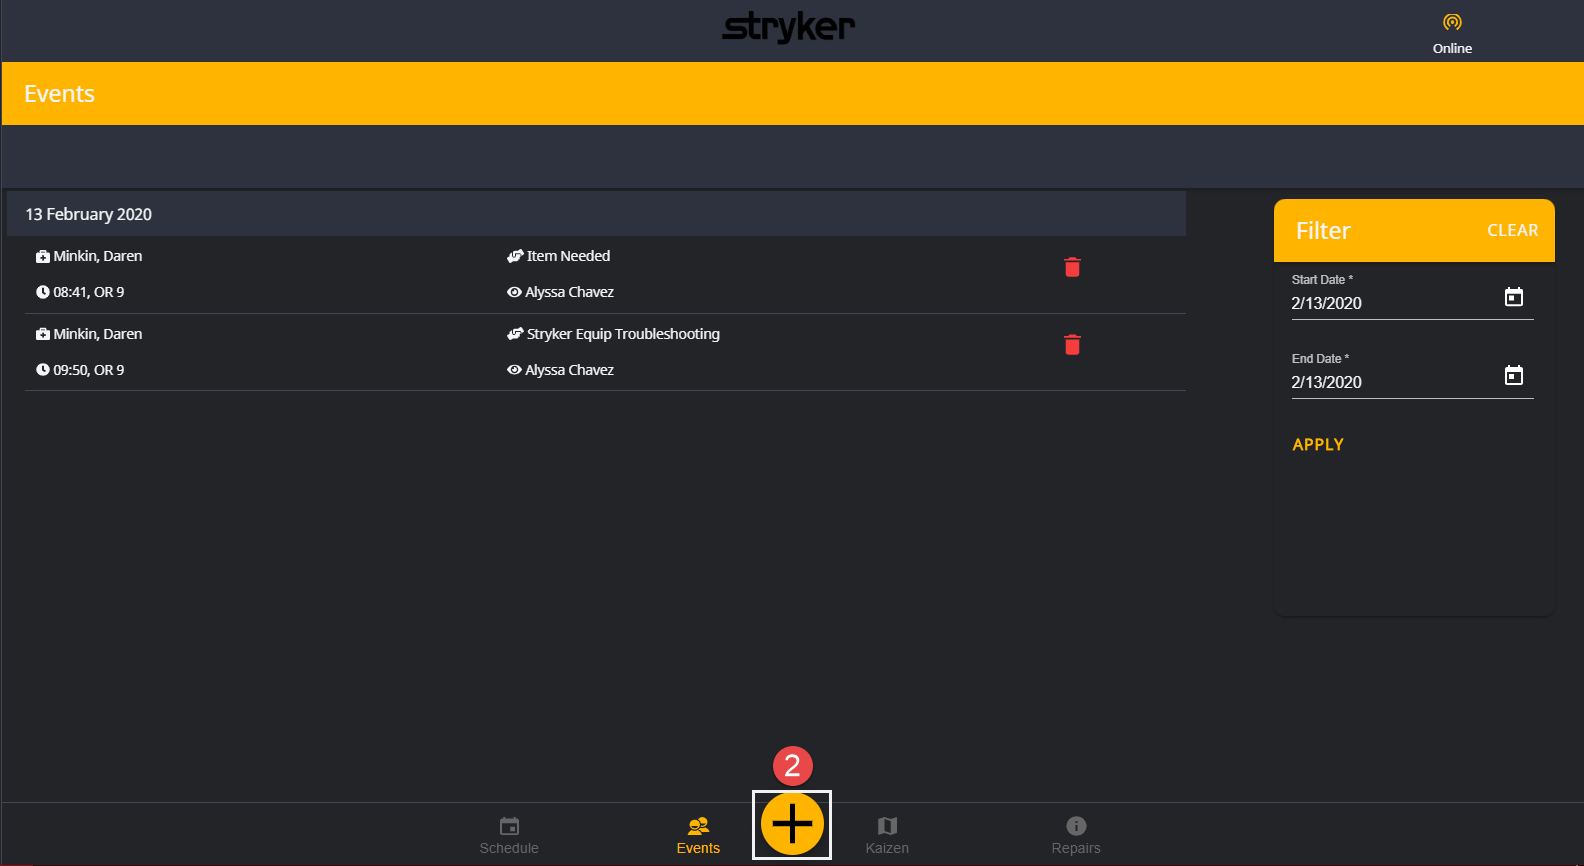 stryker
Online
Events
13 February 2020
Minkin, Daren
Item Needed
08:41, OR 9
Alyssa Chavez
Minkin, Daren
Stryker Equip Troubleshooting
09:50, OR 9
Alyssa Chavez
Filter
CLEAR
Start Date *
2/13/2020
End Date *
2/13/2020
APPLY
2
Schedule
Events
Kaizen
Repairs